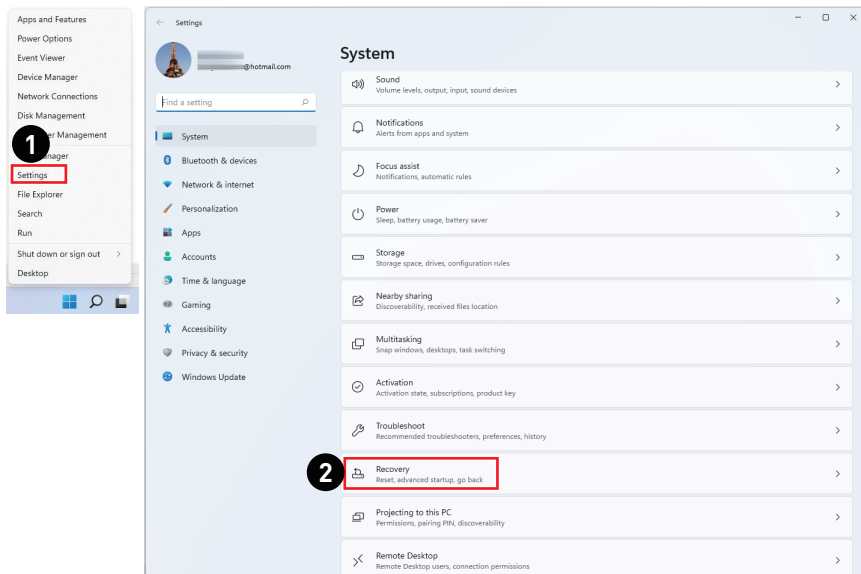 Apps and Features
Power Options
Event Viewer
Device Manager
Network Connections
Disk Management
er Management
1
anager
Settings
File Explorer
Search
Run
Shut down or sign out
Desktop
Settings
@hotmail.com
Find a setting
System
Bluetooth & devices
Network & internet
Personalization
Apps
Accounts
Time & language
Gaming
Accessibility
Privacy & security
Windows Update
System
Sound
Volume levels, output, input, sound devices
Notifications
Alerts from apps and system
Focus assist
Notifications, automatic rules
Power
Sleep, battery usage, battery saver
Storage
Storage space, drives, configuration rules
Nearby sharing
Discoverability, received files location
Multitasking
Snap windows, desktops, task switching
Activation
Activation state, subscriptions, product key
Troubleshoot
Recommended troubleshooters, preferences, history
2
Recovery
Reset, advanced startup, go back
Projecting to this PC
Permissions, pairing PIN, discoverability
Remote Desktop
Remote Desktop users, connection permissions